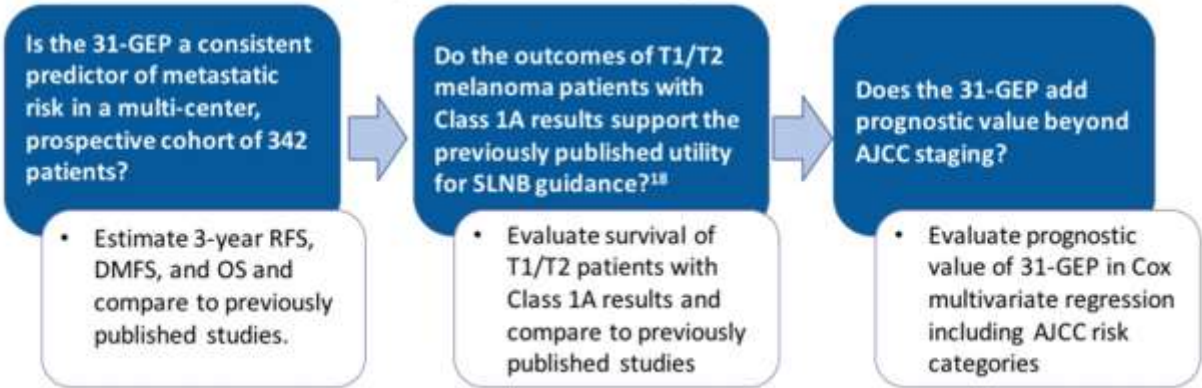 Is the 31-GEP a consistent
predictor of metastatic
risk in a multi-center,
prospective cohort of 342
patients?
• Estimate 3-year RFS,
DMFS, and OS and
compare to previously
published studies.
Do the outcomes of T1/T2
melanoma patients with
Class 1A results support the
previously published utility
for SLNB guidance?¹⁸
• Evaluate survival of
T1/T2 patients with
Class 1A results and
compare to previously
published studies
Does the 31-GEP add
prognostic value beyond
AJCC staging?
• Evaluate prognostic
value of 31-GEP in Cox
multivariate regression
including AJCC risk
categories